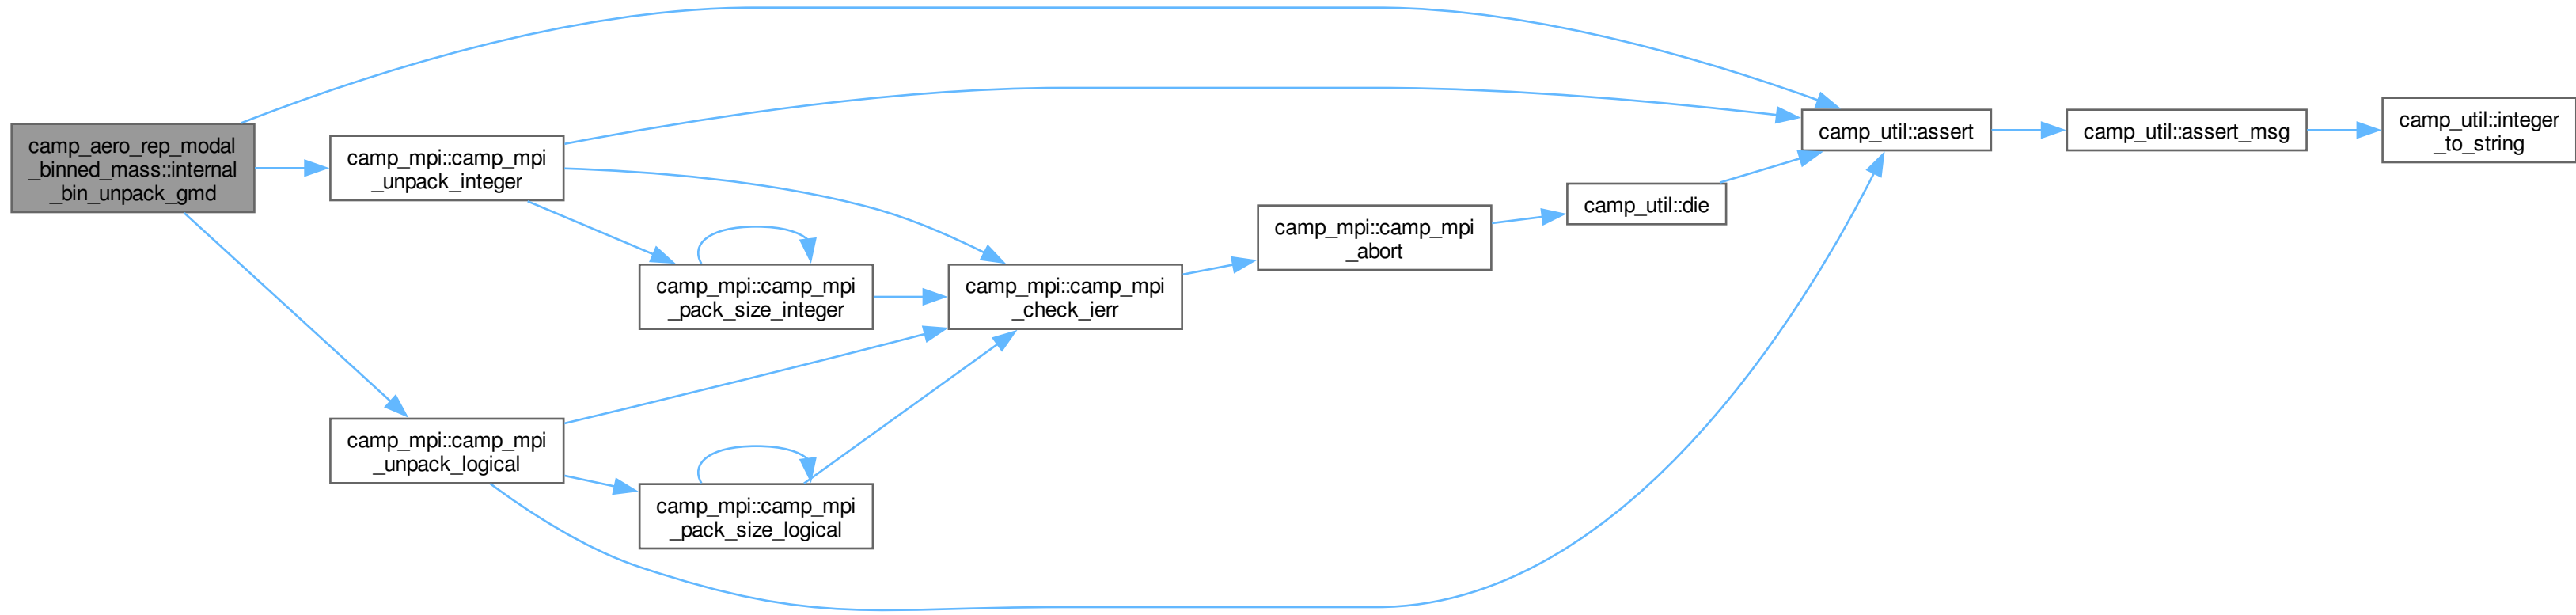 camp_aero_rep_modal
_binned_mass::internal
_bin_unpack_gmd
camp_mpi::camp_mpi
_unpack_integer
camp_mpi::camp_mpi
_pack_size_integer
camp_mpi::camp_mpi
_unpack_logical
camp_mpi::camp_mpi
_pack_size_logical
camp_mpi::camp_mpi
_check_ierr
camp_mpi::camp_mpi
_abort
camp_util::die
camp_util::assert
camp_util::assert_msg
camp_util::integer
_to_string